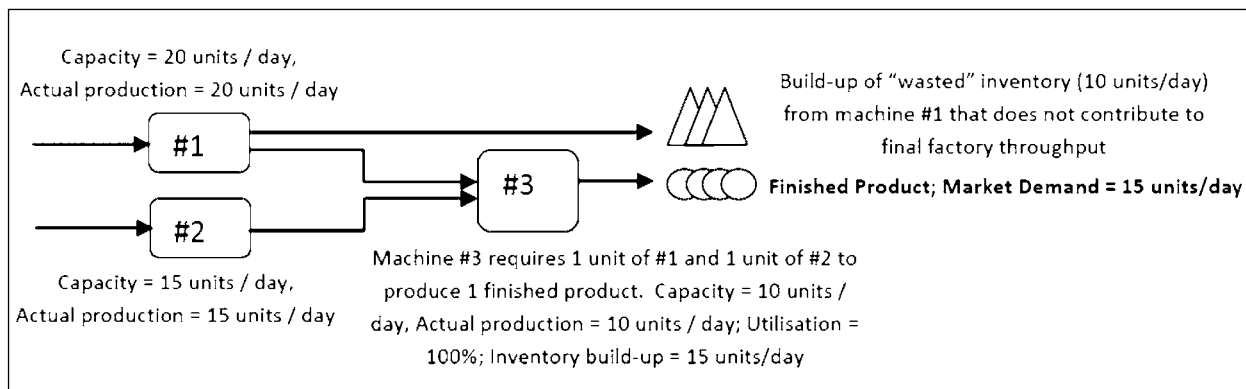 Capacity = 20 units / day,
Actual production = 20 units / day
#1
#2
Capacity = 15 units / day,
Actual production = 15 units / day
#3
Machine #3 requires 1 unit of #1 and 1 unit of #2 to
produce 1 finished product.  Capacity = 10 units /
day, Actual production = 10 units / day; Utilisation =
100%; Inventory build-up = 15 units/day
Build-up of “wasted” inventory (10 units/day)
from machine #1 that does not contribute to
final factory throughput
Finished Product; Market Demand = 15 units/day